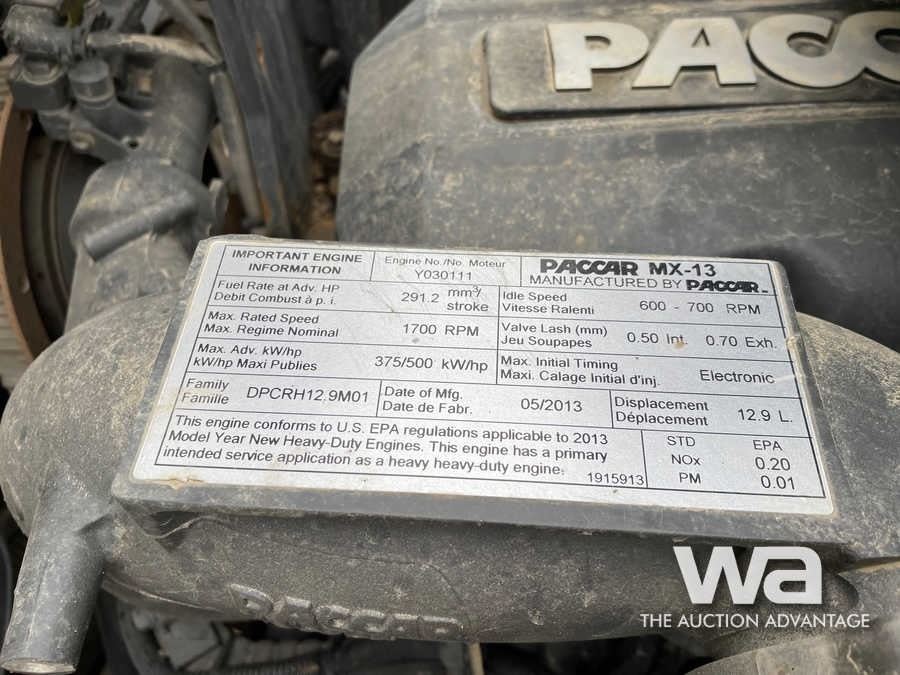 PACC
IMPORTANT ENGINE
INFORMATION
Engine No./No. Moteur
Y030111
PACCAR MX-13
MANUFACTURED BY PACCAR
Fuel Rate at Adv. HP
Debit Combust à p. i.
291.2 mm³/
stroke
Idle Speed
Vitesse Ralenti
600 - 700 RPM
Max. Rated Speed
Max. Regime Nominal
1700 RPM
Valve Lash (mm)
Jeu Soupapes
0.50 Int. 0.70 Exh.
Max. Adv. kW/hp
kW/hp Maxi Publies
375/500 kW/hp
Max. Initial Timing
Maxi. Calage Initial d'inj.
Electronic
Family
Famille
DPCRH12.9M01
Date of Mfg.
Date de Fabr.
05/2013
Displacement
Déplacement
12.9 L.
This engine conforms to U.S. EPA regulations applicable to 2013
Model Year New Heavy-Duty Engines. This engine has a primary
intended service application as a heavy heavy-duty engine.
1915913
STD EPA
NOx 0.20
PM 0.01
PACCAR
wa
THE AUCTION ADVANTAGE